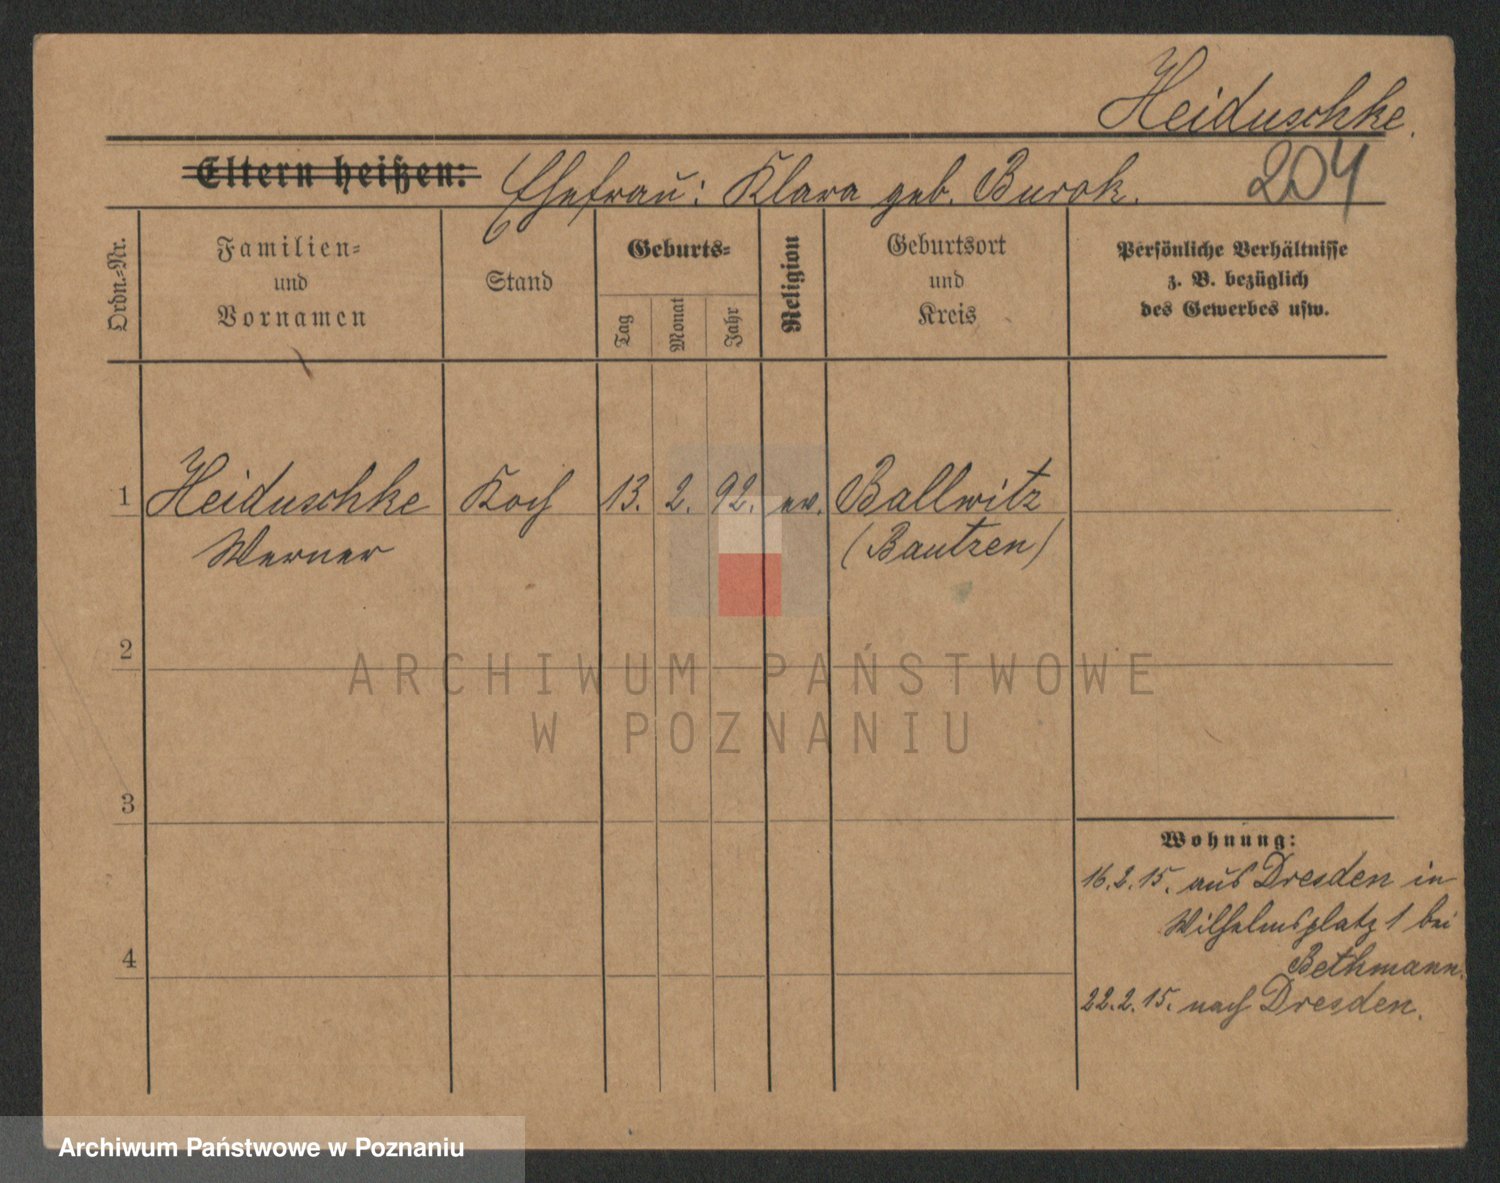 Heiduschke.
Eltern heißen: Ehefrau: Klara geb. Burok. 204
Ordn.-Nr.
Familien-
und
Vornamen
Stand
Geburts-
Tag
Monat
Jahr
Religion
Geburtsort
und
Kreis
Persönliche Verhältnisse
z. B. bezüglich
des Gewerbes usw.
1 Heiduschke Koch 13. 2. 92. ev. Ballwitz
Werner (Bautzen)
2
ARCHIWUM PAŃSTWOWE
W POZNANIU
3
Wohnung:
16.2.15. aus Dresden in
Wilhelmsplatz 1 bei
Bethmann.
4
22.2.15. nach Dresden.
Archiwum Państwowe w Poznaniu